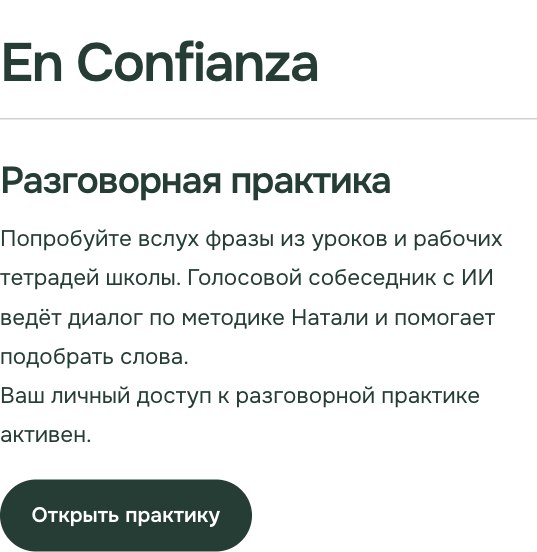 En Confianza
Разговорная практика
Попробуйте вслух фразы из уроков и рабочих
тетрадей школы. Голосовой собеседник с ИИ
ведёт диалог по методике Натали и помогает
подобрать слова.
Ваш личный доступ к разговорной практике
активен.
Открыть практику